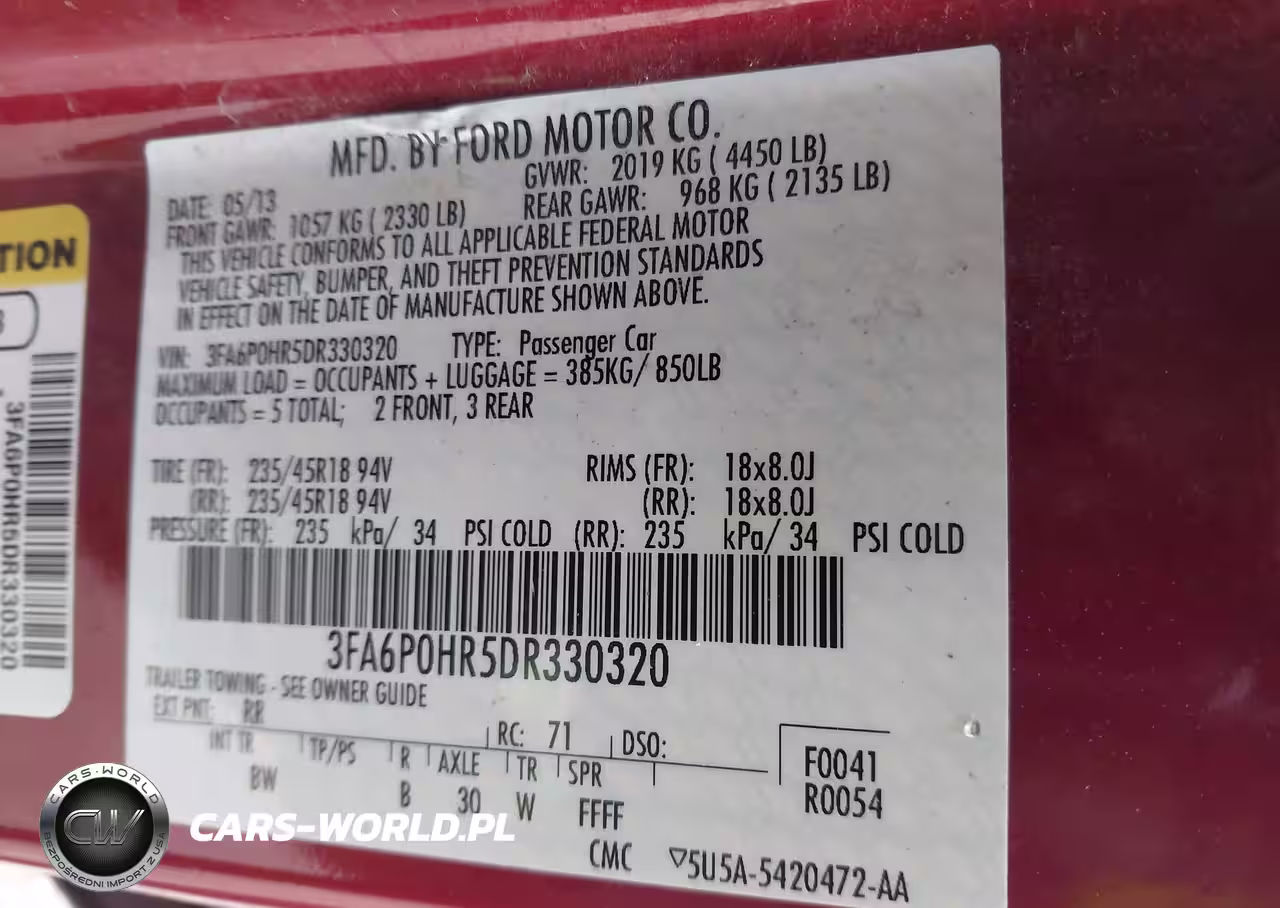 MFD. BY FORD MOTOR CO.
DATE: 05/13 GVWR: 2019 KG ( 4450 LB)
FRONT GAWR: 1057 KG ( 2330 LB) REAR GAWR: 968 KG ( 2135 LB)
THIS VEHICLE CONFORMS TO ALL APPLICABLE FEDERAL MOTOR
VEHICLE SAFETY, BUMPER, AND THEFT PREVENTION STANDARDS
IN EFFECT ON THE DATE OF MANUFACTURE SHOWN ABOVE.
VIN: 3FA6P0HR5DR330320 TYPE: Passenger Car
MAXIMUM LOAD = OCCUPANTS + LUGGAGE = 385KG/ 850LB
OCCUPANTS = 5 TOTAL; 2 FRONT, 3 REAR
TIRE (FR): 235/45R18 94V RIMS (FR): 18x8.0J
(RR): 235/45R18 94V (RR): 18x8.0J
PRESSURE (FR): 235 kPa/ 34 PSI COLD (RR): 235 kPa/ 34 PSI COLD
3FA6P0HR5DR330320
TRAILER TOWING - SEE OWNER GUIDE
EXT PNT: RR RC: 71 DSO:
INT TR TP/PS R AXLE TR SPR
BW B 30 W FFFF
F0041
R0054
CMC ▽5U5A-5420472-AA
TION
3FA6P0HR5DR330320
CARS-WORLD
CW
BEZPOŚREDNI IMPORT Z USA
CARS-WORLD.PL